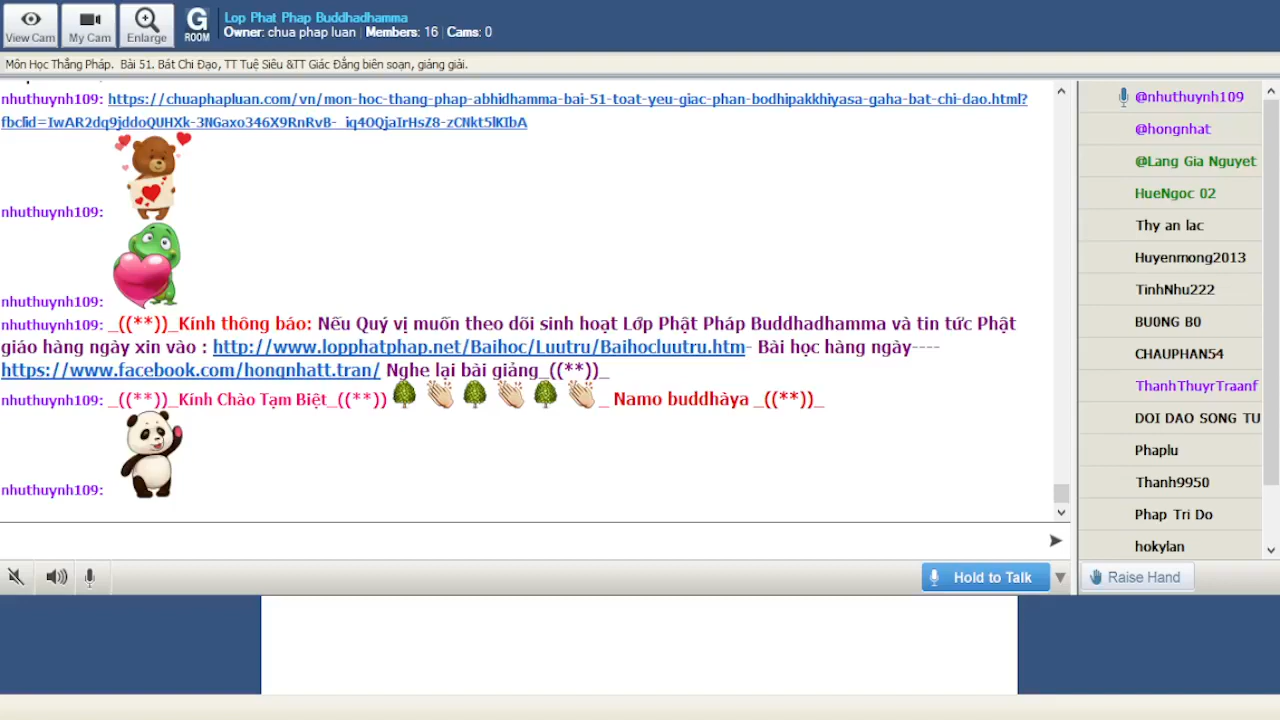 View Cam
My Cam
Enlarge
G
ROOM
Lop Phat Phap Buddhadhamma
Owner: chua phap luan | Members: 16 | Cams: 0
Môn Học Thắng Pháp.  Bài 51. Bát Chi Đạo, TT Tuệ Siêu &TT Giác Đẳng biên soạn, giảng giải.
nhuthuynh109: https://chuaphapluan.com/vn/mon-hoc-thang-phap-abhidhamma-bai-51-toat-yeu-giac-phan-bodhipakkhiyasa-gaha-bat-chi-dao.html?
nhuthuynh109:
nhuthuynh109:
nhuthuynh109: _((**))_Kính thông báo: Nếu Quý vị muốn theo dõi sinh hoạt Lớp Phật Pháp Buddhadhamma và tin tức Phật
giáo hàng ngày xin vào : http://www.lopphatphap.net/Baihoc/Luutru/Baihocluutru.htm- Bài học hàng ngày----
https://www.facebook.com/hongnhatt.tran/ Nghe lại bài giảng_((**))_
nhuthuynh109: _((**))_Kính Chào Tạm Biệt_((**)) _ Namo buddhàya _((**))_
nhuthuynh109:
@nhuthuynh109
@hongnhat
@Lang Gia Nguyet
HueNgoc 02
Thy an lac
Huyenmong2013
TinhNhu222
BU0NG B0
CHAUPHAN54
ThanhThuyrTraanf
DOI DAO SONG TU
Phaplu
Thanh9950
Phap Tri Do
hokylan
Hold to Talk
Raise Hand